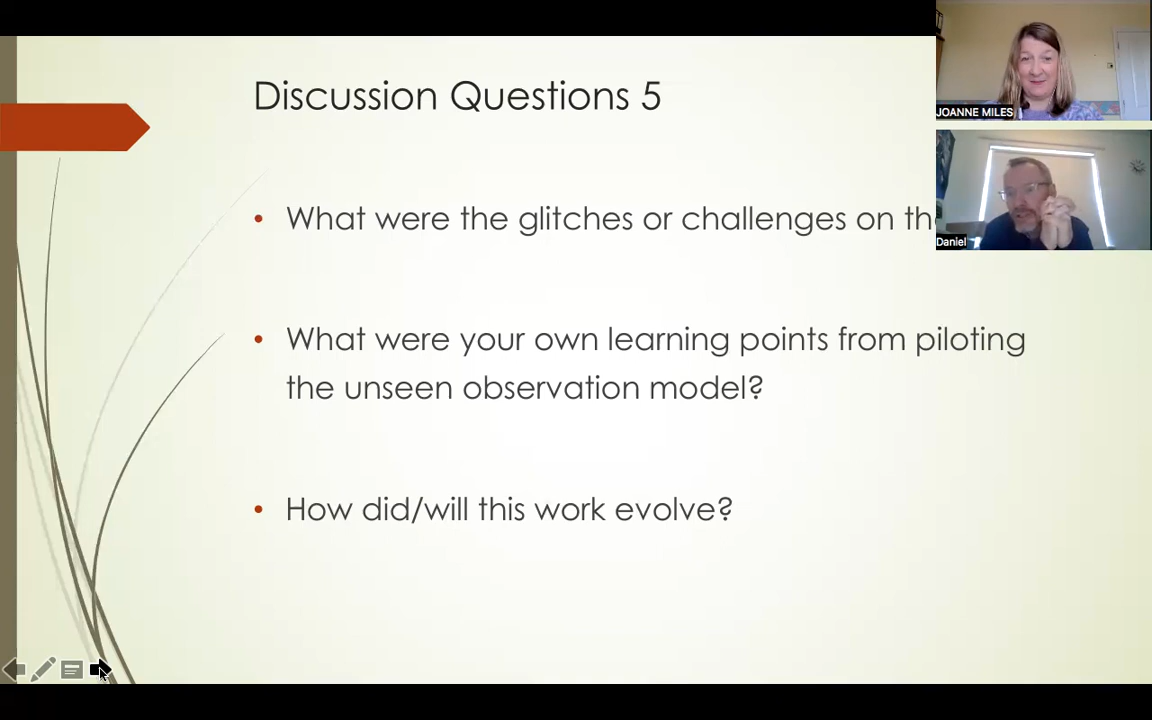 Discussion Questions 5
JOANNE MILES
• What were the glitches or challenges on
Daniel
• What were your own learning points from piloting
the unseen observation model?
• How did/will this work evolve?